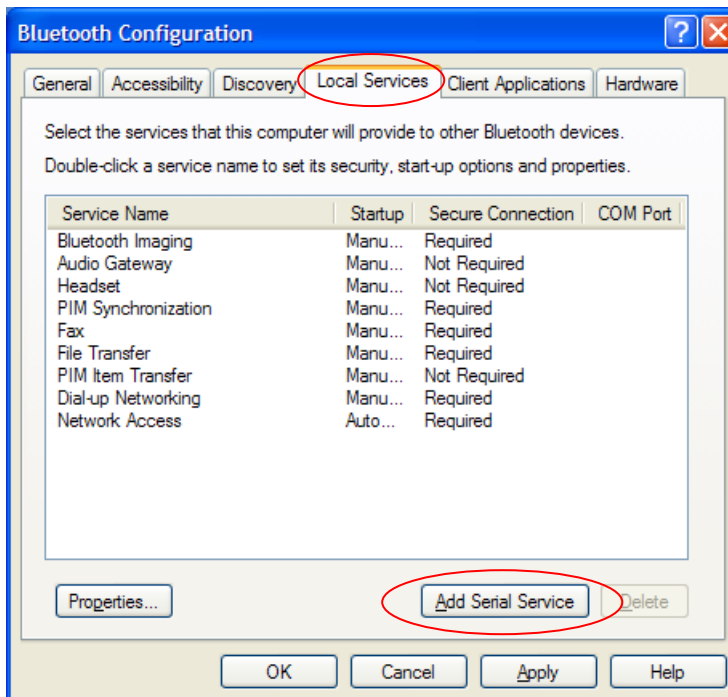 Bluetooth Configuration
General Accessibility Discovery Local Services Client Applications Hardware
Select the services that this computer will provide to other Bluetooth devices.
Double-click a service name to set its security, start-up options and properties.
Service Name Startup Secure Connection COM Port
Bluetooth Imaging Manu... Required
Audio Gateway Manu... Not Required
Headset Manu... Not Required
PIM Synchronization Manu... Required
Fax Manu... Required
File Transfer Manu... Required
PIM Item Transfer Manu... Not Required
Dial-up Networking Manu... Required
Network Access Auto... Required
Properties... Add Serial Service Delete
OK Cancel Apply Help